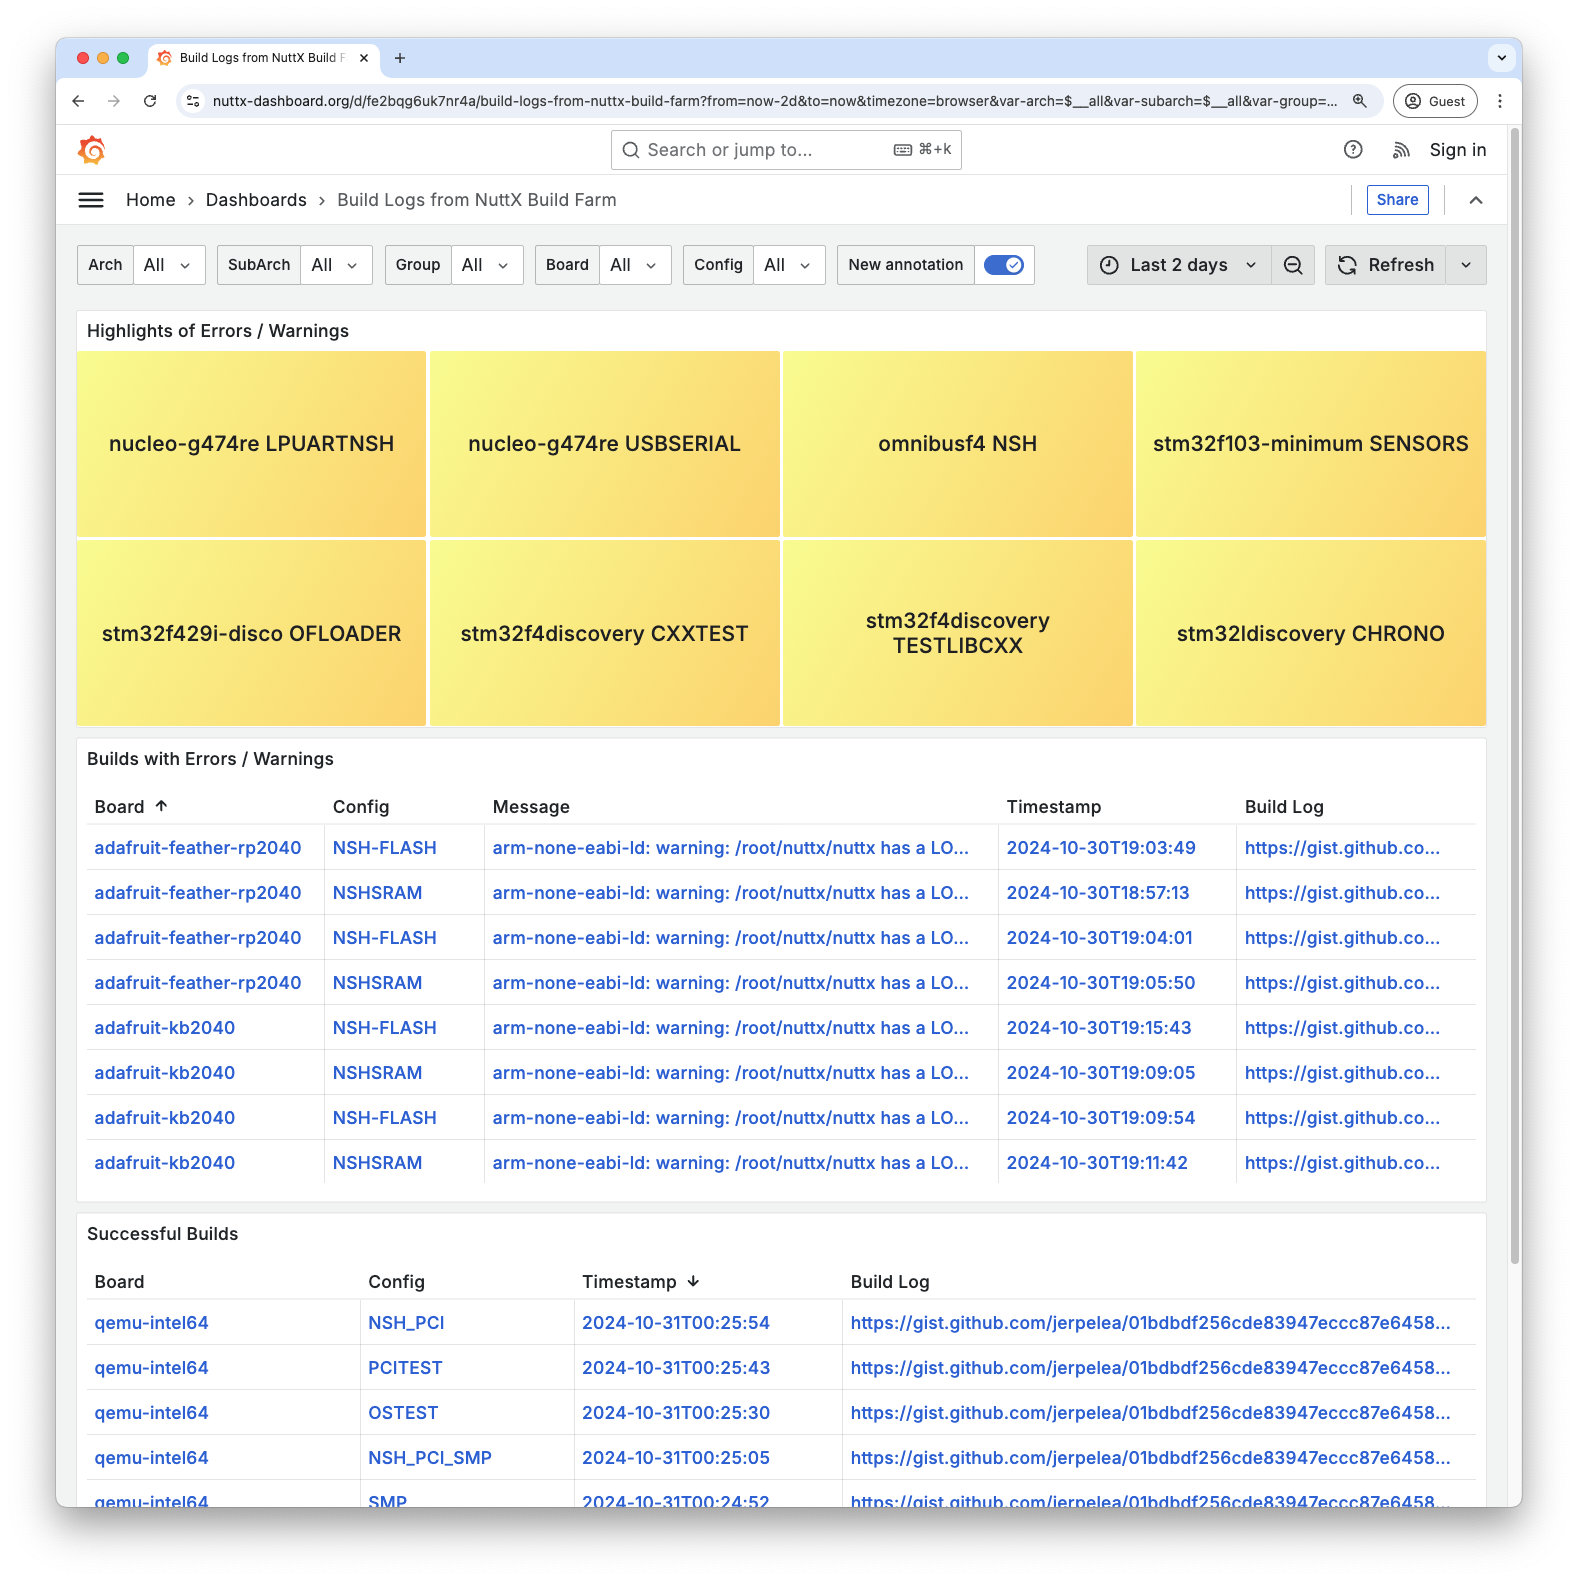 Build Logs from NuttX Build F
nuttx-dashboard.org/d/fe2bqg6uk7nr4a/build-logs-from-nuttx-build-farm?from=now-2d&to=now&timezone=browser&var-arch=$__all&var-subarch=$__all&var-group=...
Guest
Search or jump to...
⌘+k
Sign in
Home › Dashboards › Build Logs from NuttX Build Farm
Share
Arch All SubArch All Group All Board All Config All New annotation Last 2 days Refresh
Highlights of Errors / Warnings
nucleo-g474re LPUARTNSH
nucleo-g474re USBSERIAL
omnibusf4 NSH
stm32f103-minimum SENSORS
stm32f429i-disco OFLOADER
stm32f4discovery CXXTEST
stm32f4discovery
TESTLIBCXX
stm32ldiscovery CHRONO
Builds with Errors / Warnings
Board ↑ Config Message Timestamp Build Log
adafruit-feather-rp2040 NSH-FLASH arm-none-eabi-ld: warning: /root/nuttx/nuttx has a LO... 2024-10-30T19:03:49 https://gist.github.co...
adafruit-feather-rp2040 NSHSRAM arm-none-eabi-ld: warning: /root/nuttx/nuttx has a LO... 2024-10-30T18:57:13 https://gist.github.co...
adafruit-feather-rp2040 NSH-FLASH arm-none-eabi-ld: warning: /root/nuttx/nuttx has a LO... 2024-10-30T19:04:01 https://gist.github.co...
adafruit-feather-rp2040 NSHSRAM arm-none-eabi-ld: warning: /root/nuttx/nuttx has a LO... 2024-10-30T19:05:50 https://gist.github.co...
adafruit-kb2040 NSH-FLASH arm-none-eabi-ld: warning: /root/nuttx/nuttx has a LO... 2024-10-30T19:15:43 https://gist.github.co...
adafruit-kb2040 NSHSRAM arm-none-eabi-ld: warning: /root/nuttx/nuttx has a LO... 2024-10-30T19:09:05 https://gist.github.co...
adafruit-kb2040 NSH-FLASH arm-none-eabi-ld: warning: /root/nuttx/nuttx has a LO... 2024-10-30T19:09:54 https://gist.github.co...
adafruit-kb2040 NSHSRAM arm-none-eabi-ld: warning: /root/nuttx/nuttx has a LO... 2024-10-30T19:11:42 https://gist.github.co...
Successful Builds
Board Config Timestamp ↓ Build Log
qemu-intel64 NSH_PCI 2024-10-31T00:25:54 https://gist.github.com/jerpelea/01bdbdf256cde83947eccc87e6458...
qemu-intel64 PCITEST 2024-10-31T00:25:43 https://gist.github.com/jerpelea/01bdbdf256cde83947eccc87e6458...
qemu-intel64 OSTEST 2024-10-31T00:25:30 https://gist.github.com/jerpelea/01bdbdf256cde83947eccc87e6458...
qemu-intel64 NSH_PCI_SMP 2024-10-31T00:25:05 https://gist.github.com/jerpelea/01bdbdf256cde83947eccc87e6458...
qemu-intel64 SMP 2024-10-31T00:24:52 https://gist.github.com/jerpelea/01bdbdf256cde83947eccc87e6458...